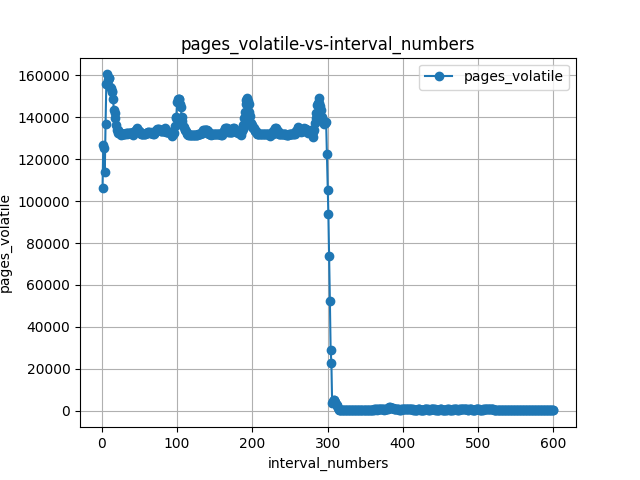 pages_volatile-vs-interval_numbers
pages_volatile
160000
140000
120000
100000
80000
60000
40000
20000
0
pages_volatile
0 100 200 300 400 500 600
interval_numbers